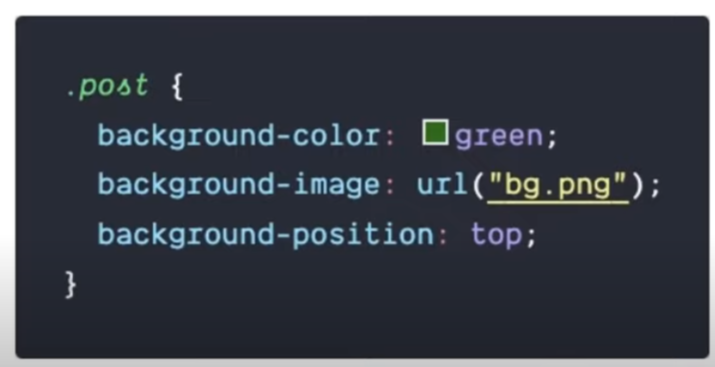 .post {
background-color: green;
background-image: url("bg.png");
background-position: top;
}